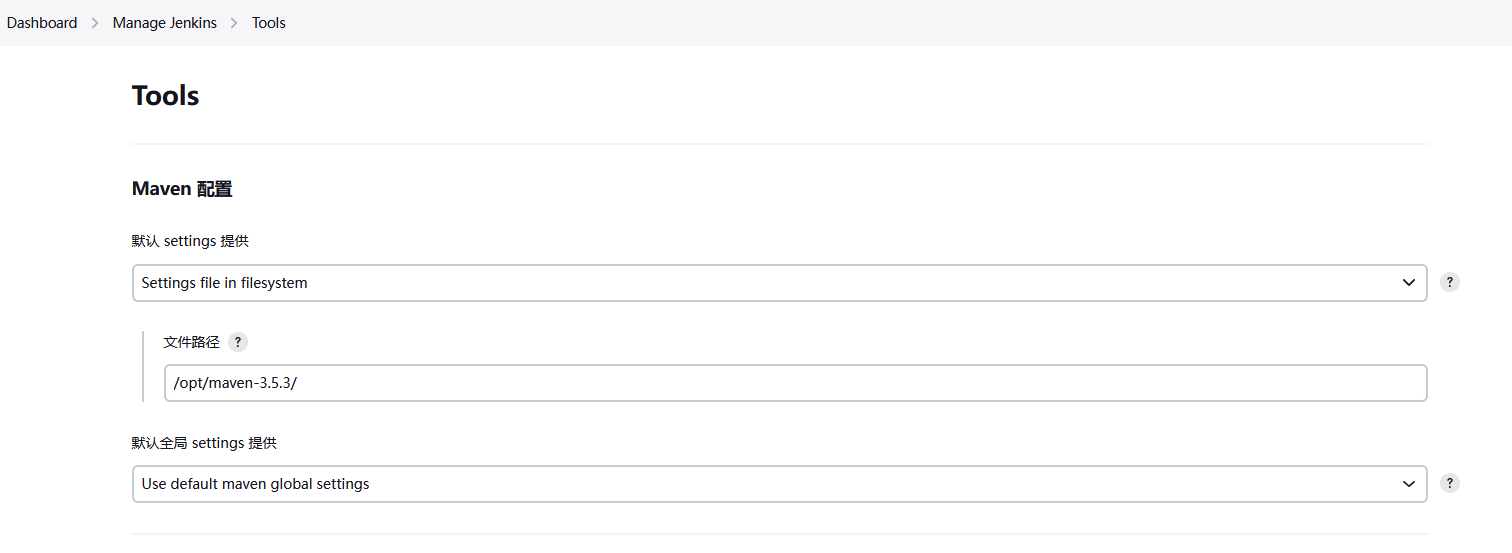 Dashboard > Manage Jenkins > Tools
Tools
Maven 配置
默认 settings 提供
Settings file in filesystem
?
文件路径 ?
/opt/maven-3.5.3/
默认全局 settings 提供
Use default maven global settings
?